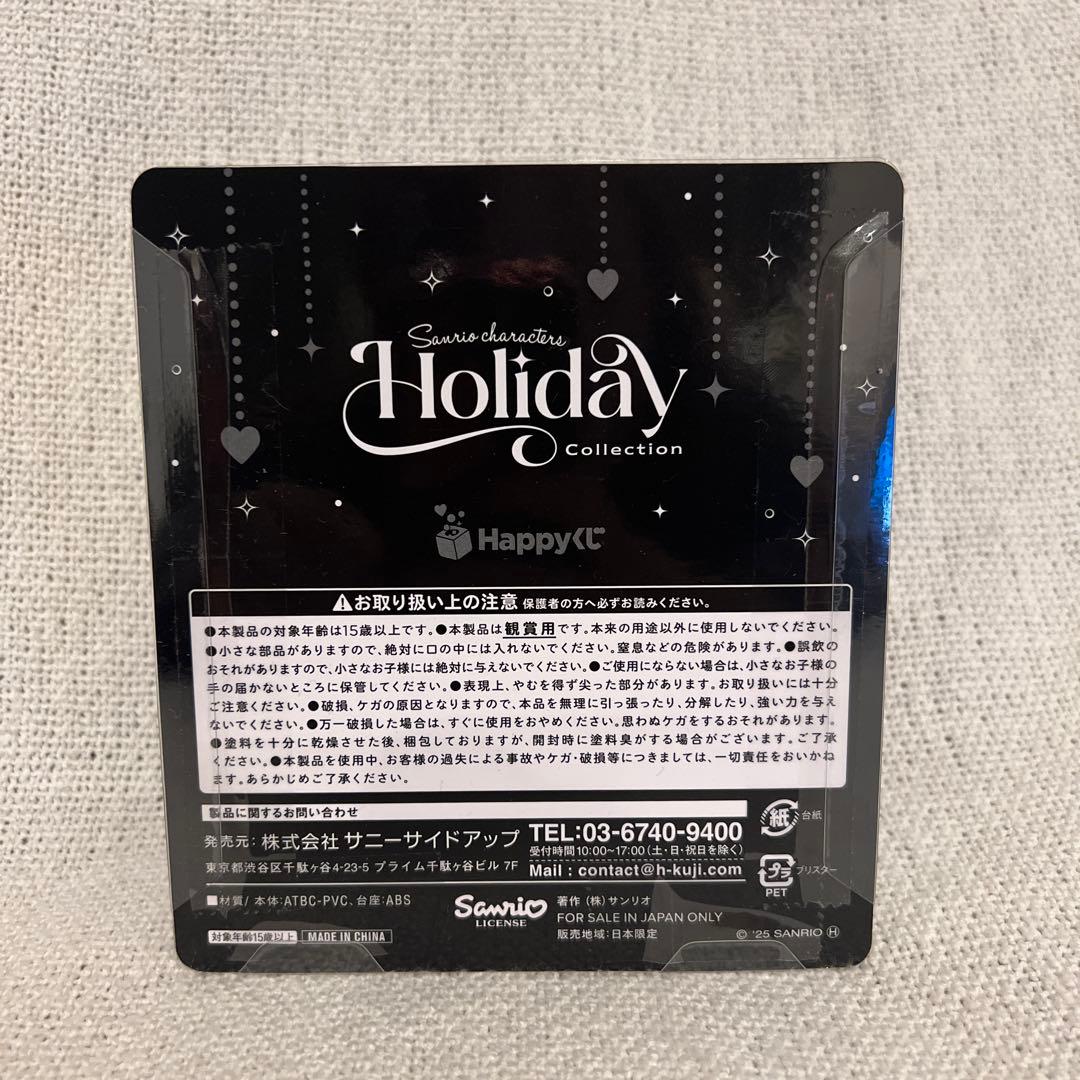 Sanrio characters
Holiday
Collection
Happyくじ
⚠お取り扱い上の注意 保護者の方へ必ずお読みください。
●本製品の対象年齢は15歳以上です。●本製品は観賞用です。本来の用途以外に使用しないでください。
●小さな部品がありますので、絶対に口の中には入れないでください。窒息などの危険があります。●誤飲の
おそれがありますので、小さなお子様には絶対に与えないでください。●ご使用にならない場合は、小さなお子様の
手の届かないところに保管してください。●表現上、やむを得ず尖った部分があります。お取り扱いには十分
ご注意ください。●破損、ケガの原因となりますので、本品を無理に引っ張ったり、分解したり、強い力を与え
ないでください。●万一破損した場合は、すぐに使用をおやめください。思わぬケガをするおそれがあります。
●塗料を十分に乾燥させた後、梱包しておりますが、開封時に塗料臭がする場合がございます。ご了承
ください。●本製品を使用中、お客様の過失による事故やケガ・破損等につきましては、一切責任をおいかね
ます。あらかじめご了承ください。
製品に関するお問い合わせ
発売元：株式会社 サニーサイドアップ
東京都渋谷区千駄ヶ谷4-23-5 プライム千駄ヶ谷ビル 7F
TEL:03-6740-9400
受付時間10:00~17:00（土・日・祝日を除く）
Mail : contact@h-kuji.com
紙 台紙
プラ ブリスター
PET
■材質/ 本体:ATBC-PVC、台座:ABS
対象年齢15歳以上 MADE IN CHINA
Sanrio
LICENSE
著作（株）サンリオ
FOR SALE IN JAPAN ONLY
販売地域：日本限定
© '25 SANRIO Ⓗ